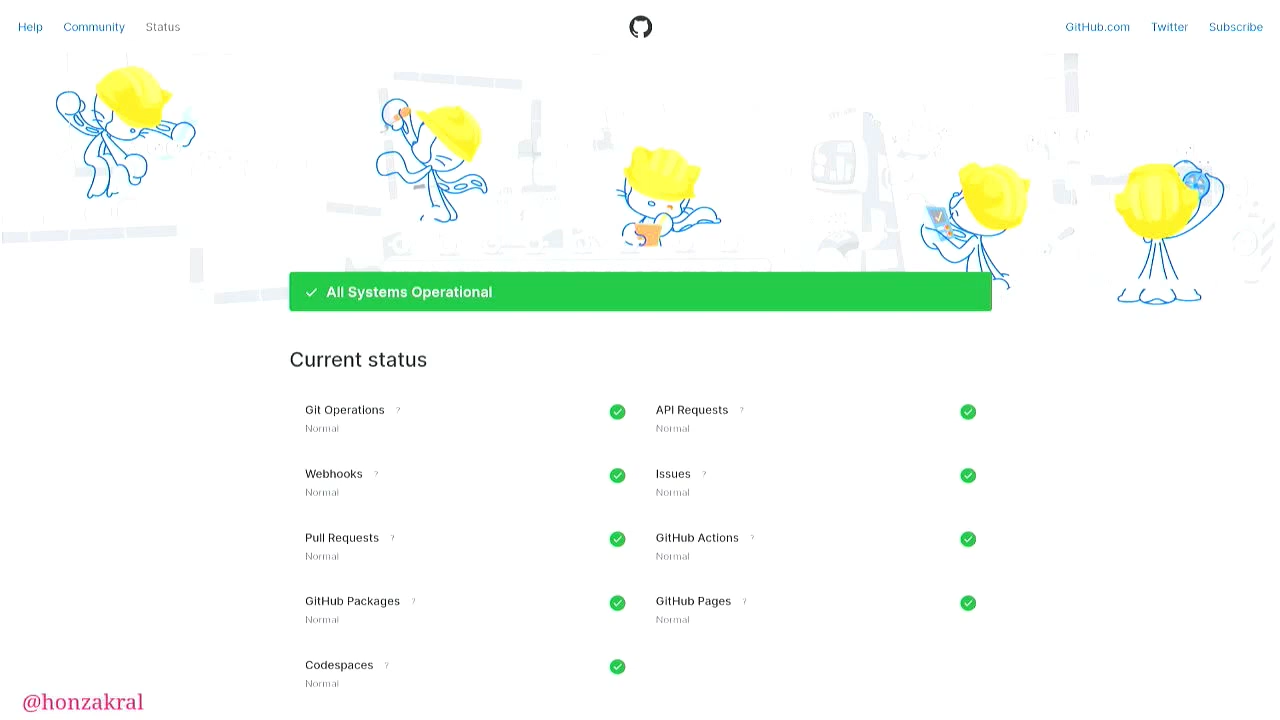 Help Community Status GitHub.com Twitter Subscribe
All Systems Operational
Current status
Git Operations ?
Normal
API Requests ?
Normal
Webhooks ?
Normal
Issues ?
Normal
Pull Requests ?
Normal
GitHub Actions ?
Normal
GitHub Packages ?
Normal
GitHub Pages ?
Normal
Codespaces ?
Normal
@honzakral